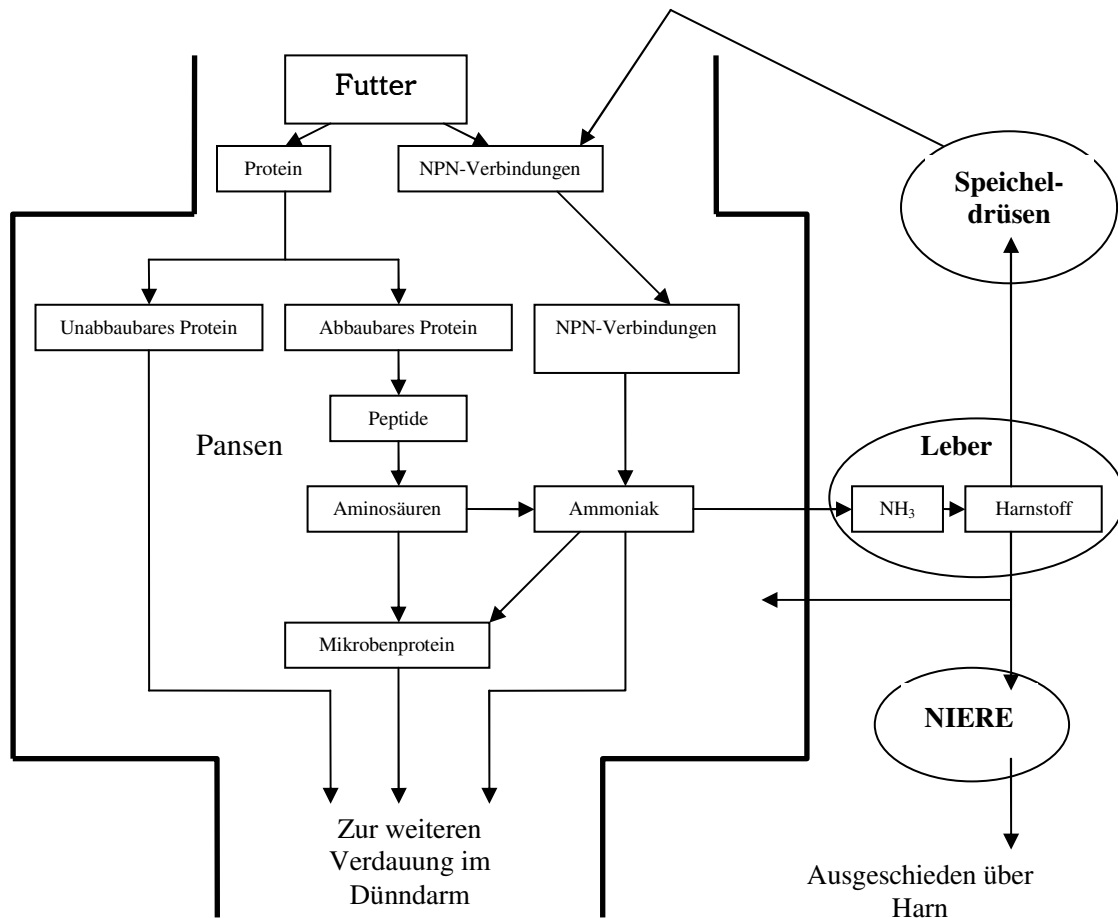 Futter
Protein
NPN-Verbindungen
Speichel-
drüsen
Unabbaubares Protein
Abbaubares Protein
NPN-Verbindungen
Peptide
Pansen
Leber
Aminosäuren
Ammoniak
NH₃
Harnstoff
Mikrobenprotein
NIERE
Zur weiteren
Verdauung im
Dünndarm
Ausgeschieden über
Harn